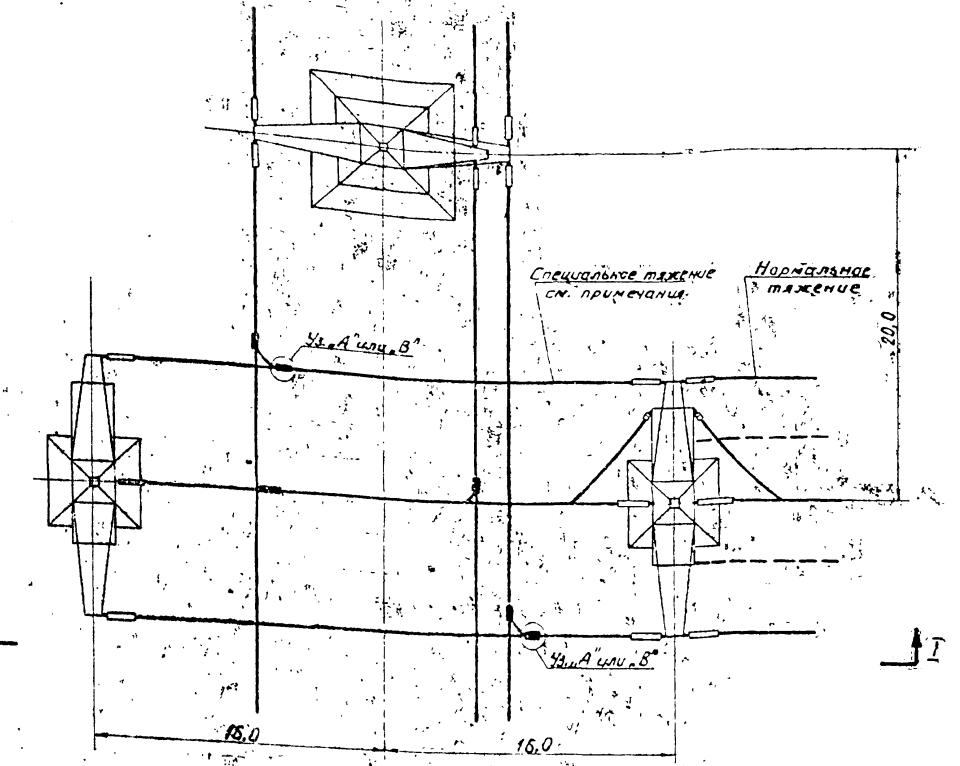 Специальное тяжение
см. примечания.
Нормальное
тяжение
20,0
Уз. „А" или „В"
Уз. „А" или „В"
I
16,0
16,0